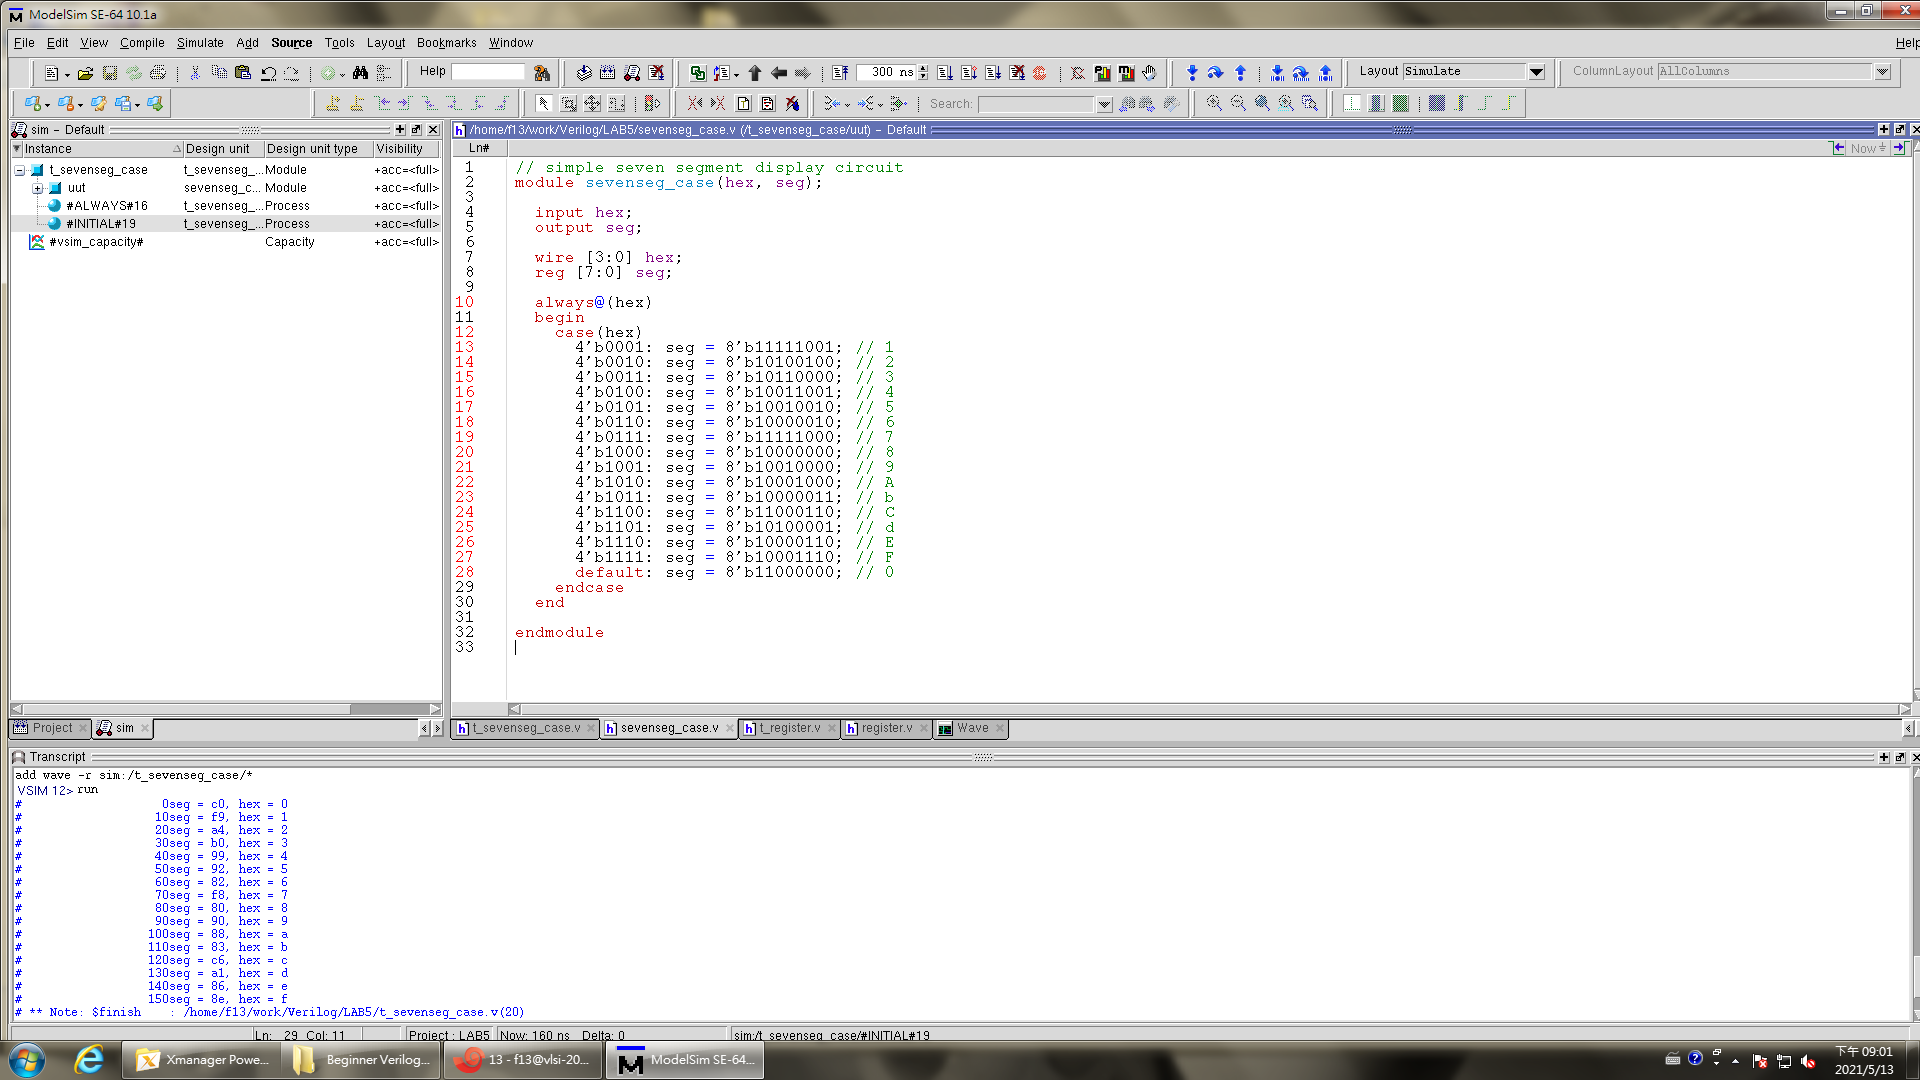 ModelSim SE-64 10.1a
File Edit View Compile Simulate Add Source Tools Layout Bookmarks Window Help
Help 300 ns Layout Simulate ColumnLayout AllColumns
Search:
sim - Default
/home/f13/work/Verilog/LAB5/sevenseg_case.v (/t_sevenseg_case/uut) - Default
Instance Design unit Design unit type Visibility
t_sevenseg_case t_sevenseg_... Module +acc=<full>
uut sevenseg_c... Module +acc=<full>
#ALWAYS#16 t_sevenseg_... Process +acc=<full>
#INITIAL#19 t_sevenseg_... Process +acc=<full>
#vsim_capacity# Capacity +acc=<full>
Ln# Now
1 // simple seven segment display circuit
2 module sevenseg_case(hex, seg);
3
4 input hex;
5 output seg;
6
7 wire [3:0] hex;
8 reg [7:0] seg;
9
10 always@(hex)
11 begin
12 case(hex)
13 4'b0001: seg = 8'b11111001; // 1
14 4'b0010: seg = 8'b10100100; // 2
15 4'b0011: seg = 8'b10110000; // 3
16 4'b0100: seg = 8'b10011001; // 4
17 4'b0101: seg = 8'b10010010; // 5
18 4'b0110: seg = 8'b10000010; // 6
19 4'b0111: seg = 8'b11111000; // 7
20 4'b1000: seg = 8'b10000000; // 8
21 4'b1001: seg = 8'b10010000; // 9
22 4'b1010: seg = 8'b10001000; // A
23 4'b1011: seg = 8'b10000011; // b
24 4'b1100: seg = 8'b11000110; // C
25 4'b1101: seg = 8'b10100001; // d
26 4'b1110: seg = 8'b10000110; // E
27 4'b1111: seg = 8'b10001110; // F
28 default: seg = 8'b11000000; // 0
29 endcase
30 end
31
32 endmodule
33
Project sim
t_sevenseg_case.v sevenseg_case.v t_register.v register.v Wave
Transcript
add wave -r sim:/t_sevenseg_case/*
VSIM 12> run
# 0seg = c0, hex = 0
# 10seg = f9, hex = 1
# 20seg = a4, hex = 2
# 30seg = b0, hex = 3
# 40seg = 99, hex = 4
# 50seg = 92, hex = 5
# 60seg = 82, hex = 6
# 70seg = f8, hex = 7
# 80seg = 80, hex = 8
# 90seg = 90, hex = 9
# 100seg = 88, hex = a
# 110seg = 83, hex = b
# 120seg = c6, hex = c
# 130seg = a1, hex = d
# 140seg = 86, hex = e
# 150seg = 8e, hex = f
# ** Note: $finish : /home/f13/work/Verilog/LAB5/t_sevenseg_case.v(20)
Ln: 29 Col: 11 Project : LAB5 Now: 160 ns Delta: 0 sim:/t_sevenseg_case/#INITIAL#19
Xmanager Powe... Beginner Verilog... 13 - f13@vlsi-20... ModelSim SE-64...
下午 09:01
2021/5/13